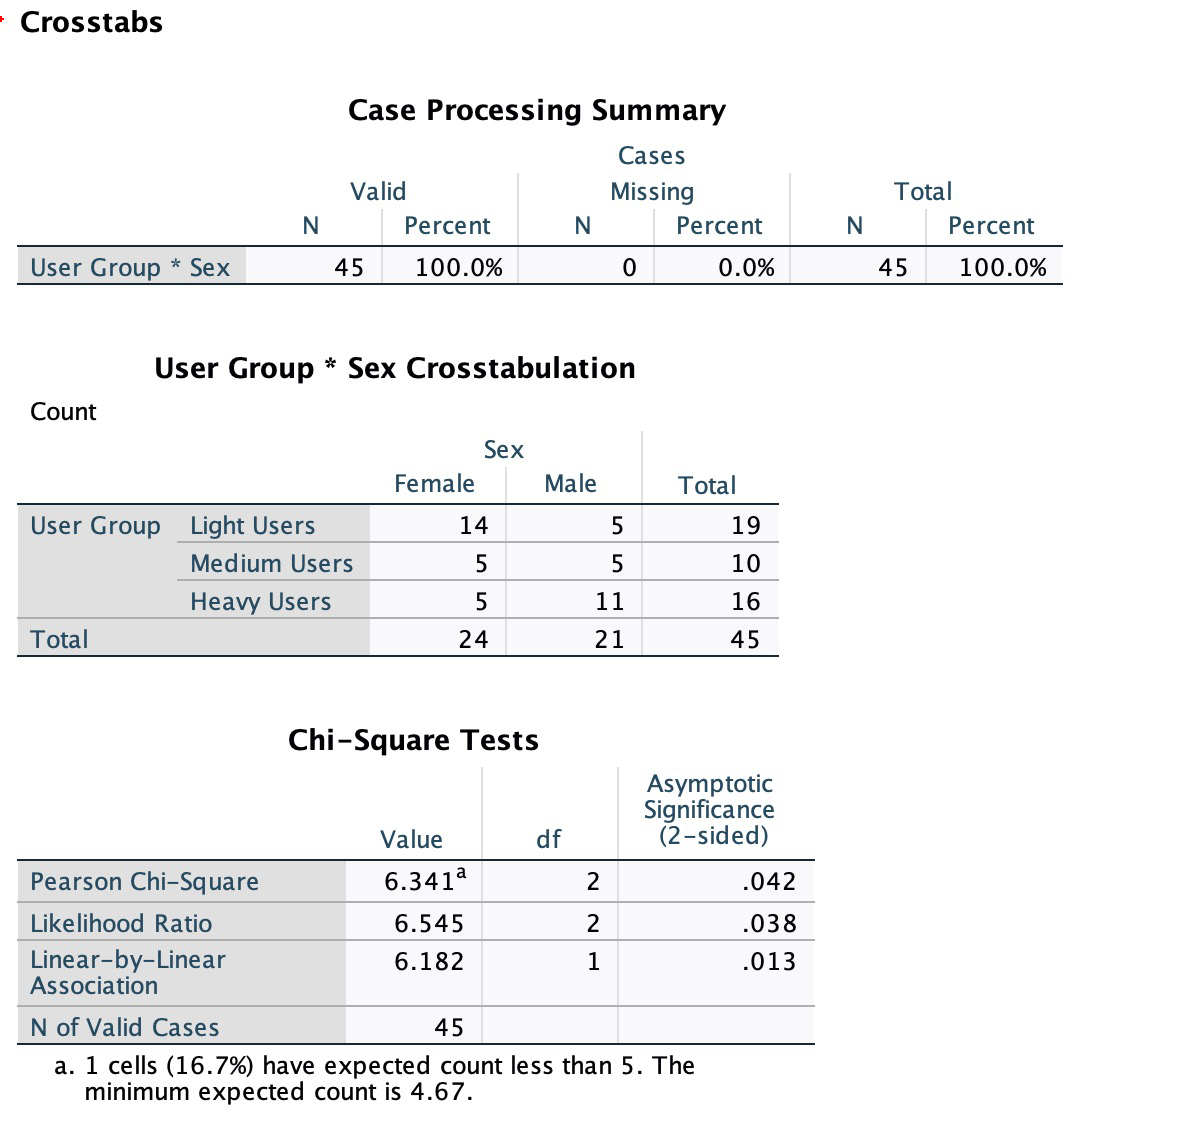 Crosstabs
Case Processing Summary
Cases
Valid Missing Total
N Percent N Percent N Percent
User Group * Sex 45 100.0% 0 0.0% 45 100.0%
User Group * Sex Crosstabulation
Count
Sex
Female Male Total
User Group Light Users 14 5 19
Medium Users 5 5 10
Heavy Users 5 11 16
Total 24 21 45
Chi-Square Tests
Value df Asymptotic Significance (2-sided)
Pearson Chi-Square 6.341a 2 .042
Likelihood Ratio 6.545 2 .038
Linear-by-Linear Association 6.182 1 .013
N of Valid Cases 45
a. 1 cells (16.7%) have expected count less than 5. The
minimum expected count is 4.67.